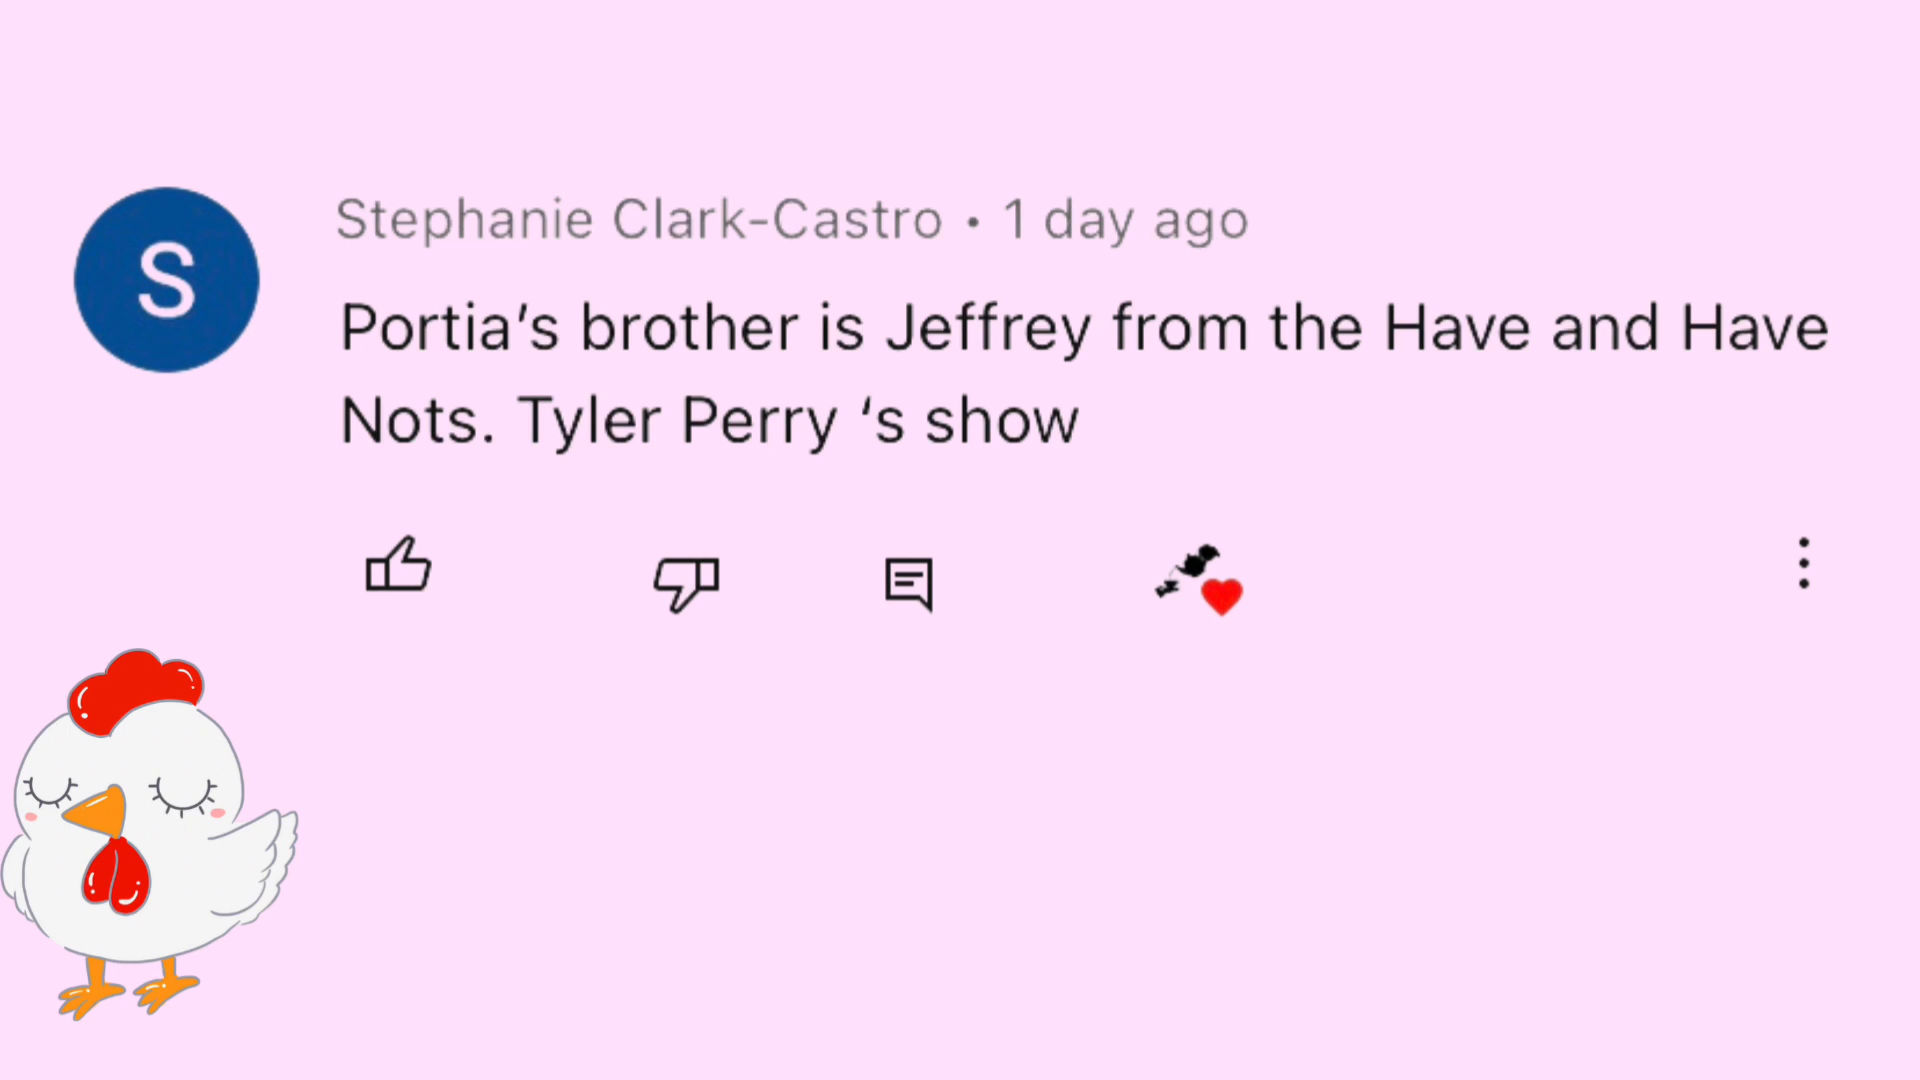 S
Stephanie Clark-Castro • 1 day ago
Portia’s brother is Jeffrey from the Have and Have
Nots. Tyler Perry ‘s show